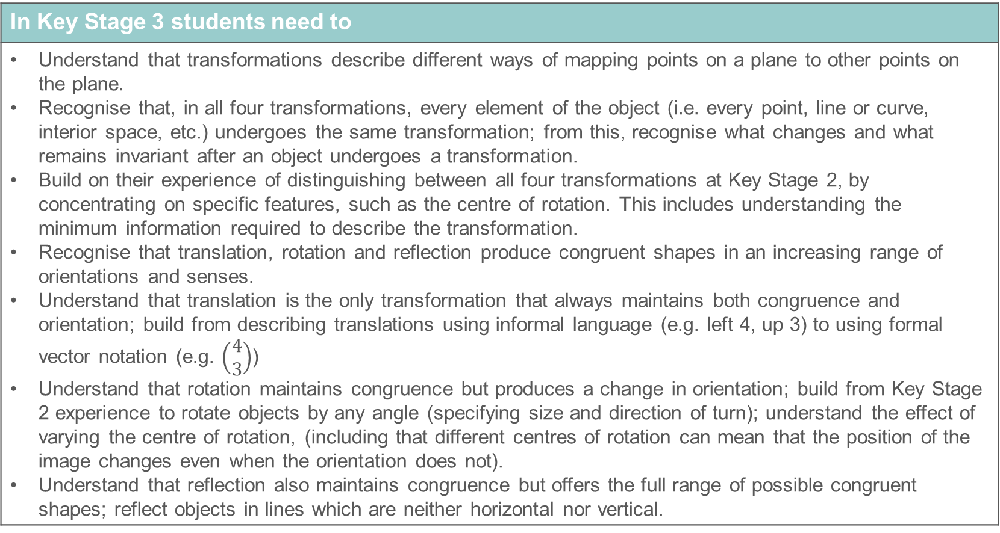 In Key Stage 3 students need to
• Understand that transformations describe different ways of mapping points on a plane to other points on
the plane.
• Recognise that, in all four transformations, every element of the object (i.e. every point, line or curve,
interior space, etc.) undergoes the same transformation; from this, recognise what changes and what
remains invariant after an object undergoes a transformation.
• Build on their experience of distinguishing between all four transformations at Key Stage 2, by
concentrating on specific features, such as the centre of rotation. This includes understanding the
minimum information required to describe the transformation.
• Recognise that translation, rotation and reflection produce congruent shapes in an increasing range of
orientations and senses.
• Understand that translation is the only transformation that always maintains both congruence and
orientation; build from describing translations using informal language (e.g. left 4, up 3) to using formal
vector notation (e.g. (4
3))
• Understand that rotation maintains congruence but produces a change in orientation; build from Key Stage
2 experience to rotate objects by any angle (specifying size and direction of turn); understand the effect of
varying the centre of rotation, (including that different centres of rotation can mean that the position of the
image changes even when the orientation does not).
• Understand that reflection also maintains congruence but offers the full range of possible congruent
shapes; reflect objects in lines which are neither horizontal nor vertical.